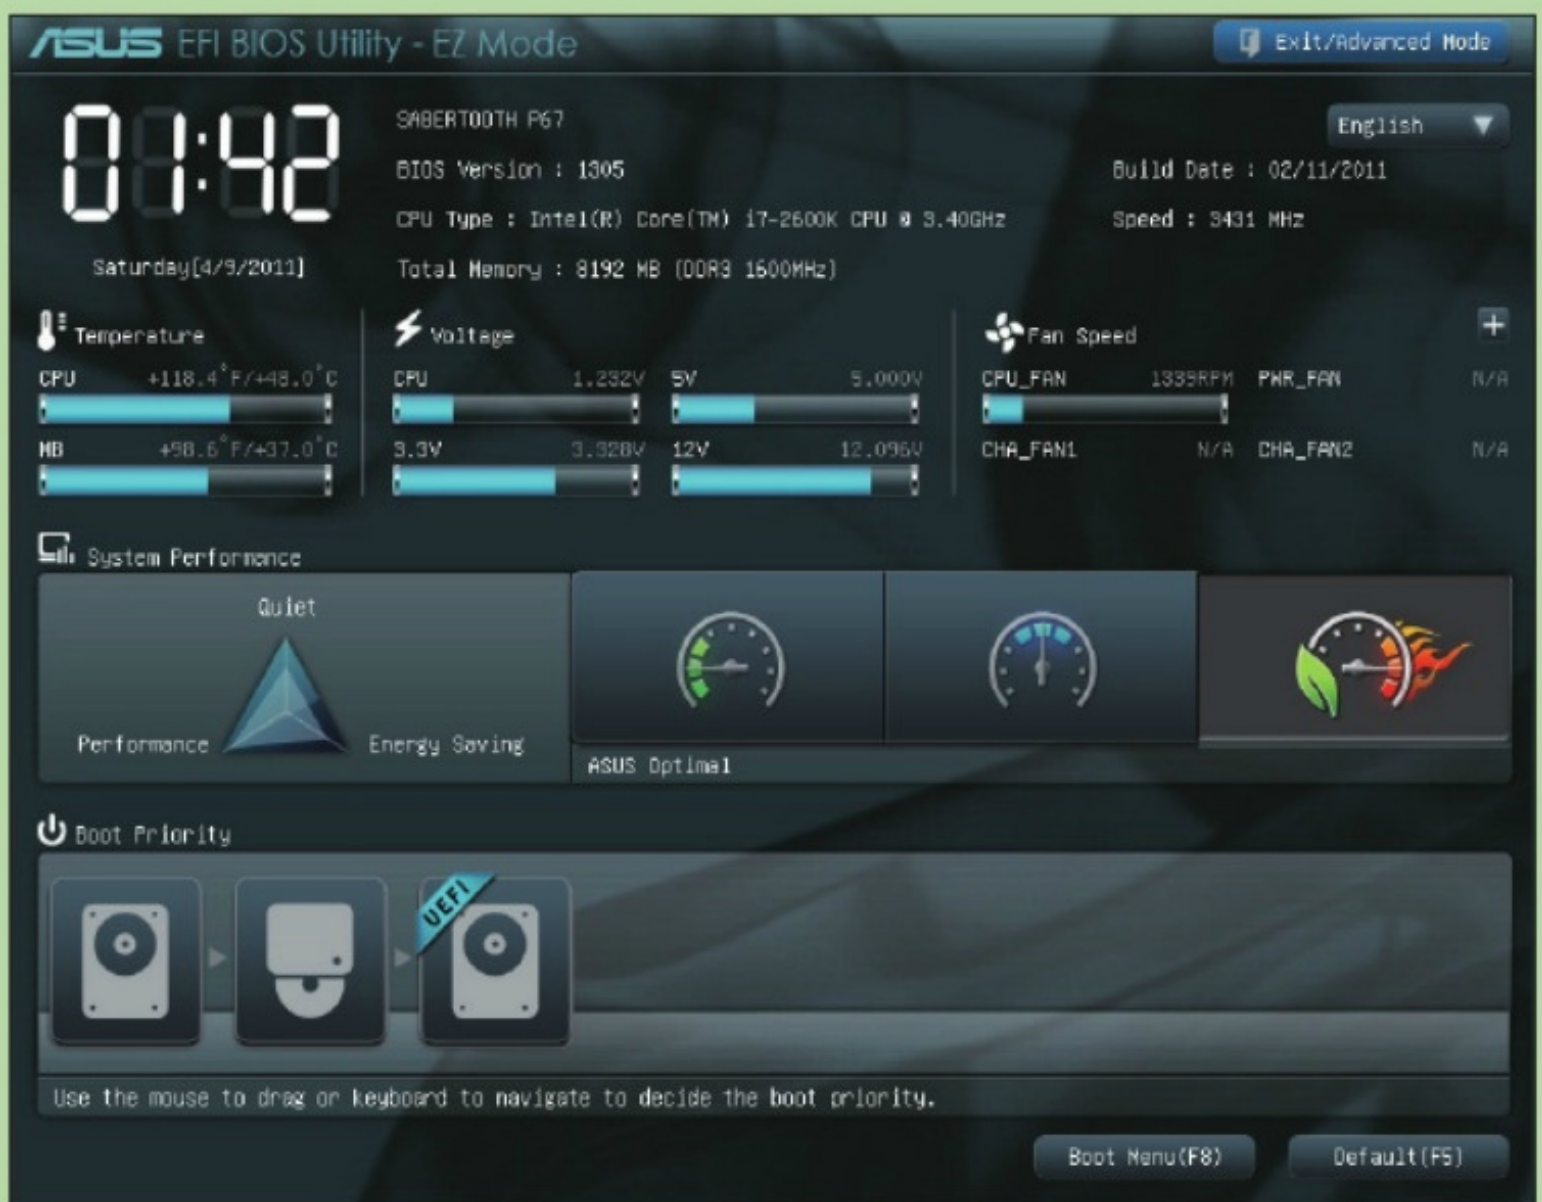 ASUS EFI BIOS Utility - EZ Mode
Exit/Advanced Mode
01:42
Saturday[4/9/2011]
SABERTOOTH P67
English
BIOS Version : 1305
Build Date : 02/11/2011
CPU Type : Intel(R) Core(TM) i7-2600K CPU @ 3.40GHz
Speed : 3431 MHz
Total Memory : 8192 MB (DDR3 1600MHz)
Temperature
CPU +118.4°F/+48.0°C
MB +98.6°F/+37.0°C
Voltage
CPU 1.232V 5V 5.000V
3.3V 3.328V 12V 12.096V
Fan Speed
CPU_FAN 1339RPM PWR_FAN N/A
CHA_FAN1 N/A CHA_FAN2 N/A
System Performance
Quiet
Performance
Energy Saving
ASUS Optimal
Boot Priority
UEFI
Use the mouse to drag or keyboard to navigate to decide the boot priority.
Boot Menu(F8)
Default(F5)